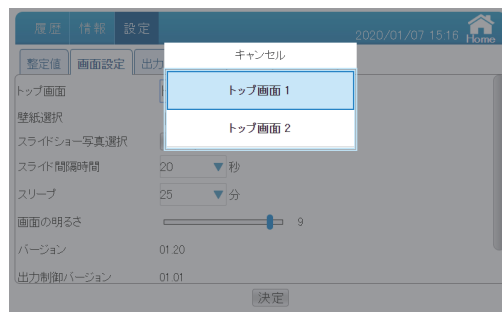 履歴 情報 設定
2020/01/07 15:16 Home
整定値 画面設定 出力
キャンセル
トップ画面 1
トップ画面 2
トップ画面
壁紙選択
スライドショー写真選択
スライド間隔時間 20 ▼ 秒
スリープ 25 ▼ 分
画面の明るさ 9
バージョン 01.20
出力制御バージョン 01.01
決定